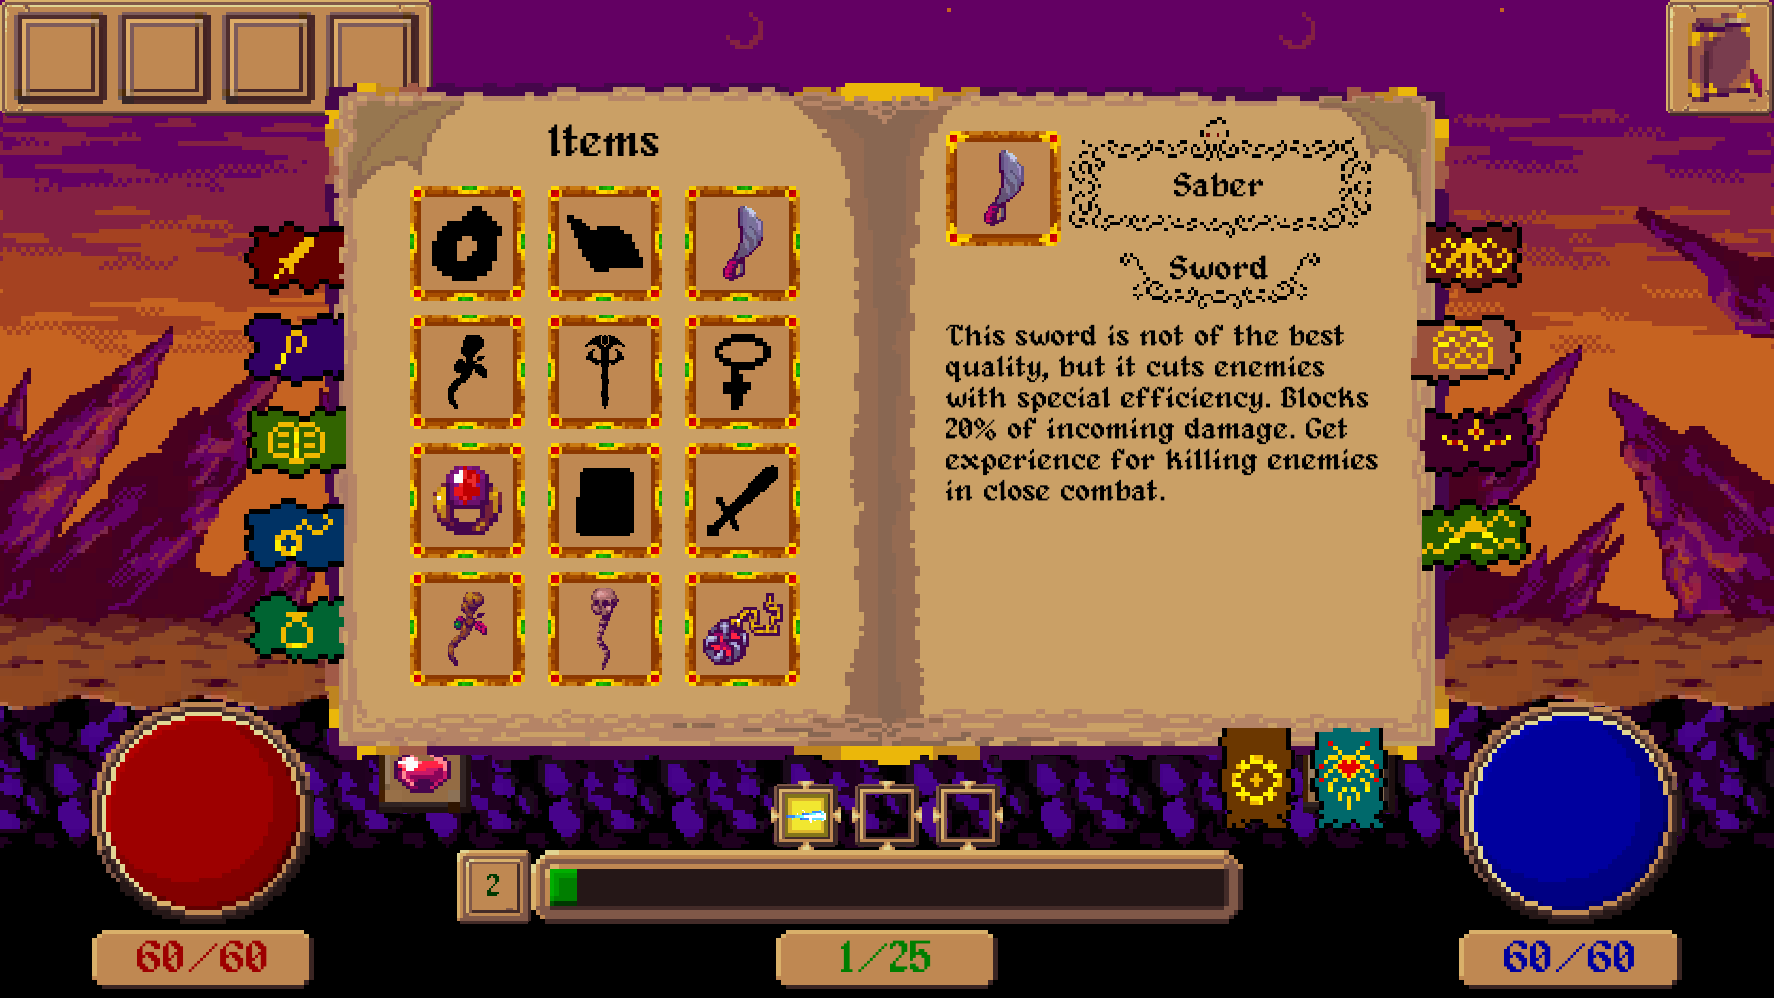 Items
Saber
Sword
This sword is not of the best
quality, but it cuts enemies
with special efficiency. Blocks
20% of incoming damage. Get
experience for killing enemies
in close combat.
2
60/60
1/25
60/60